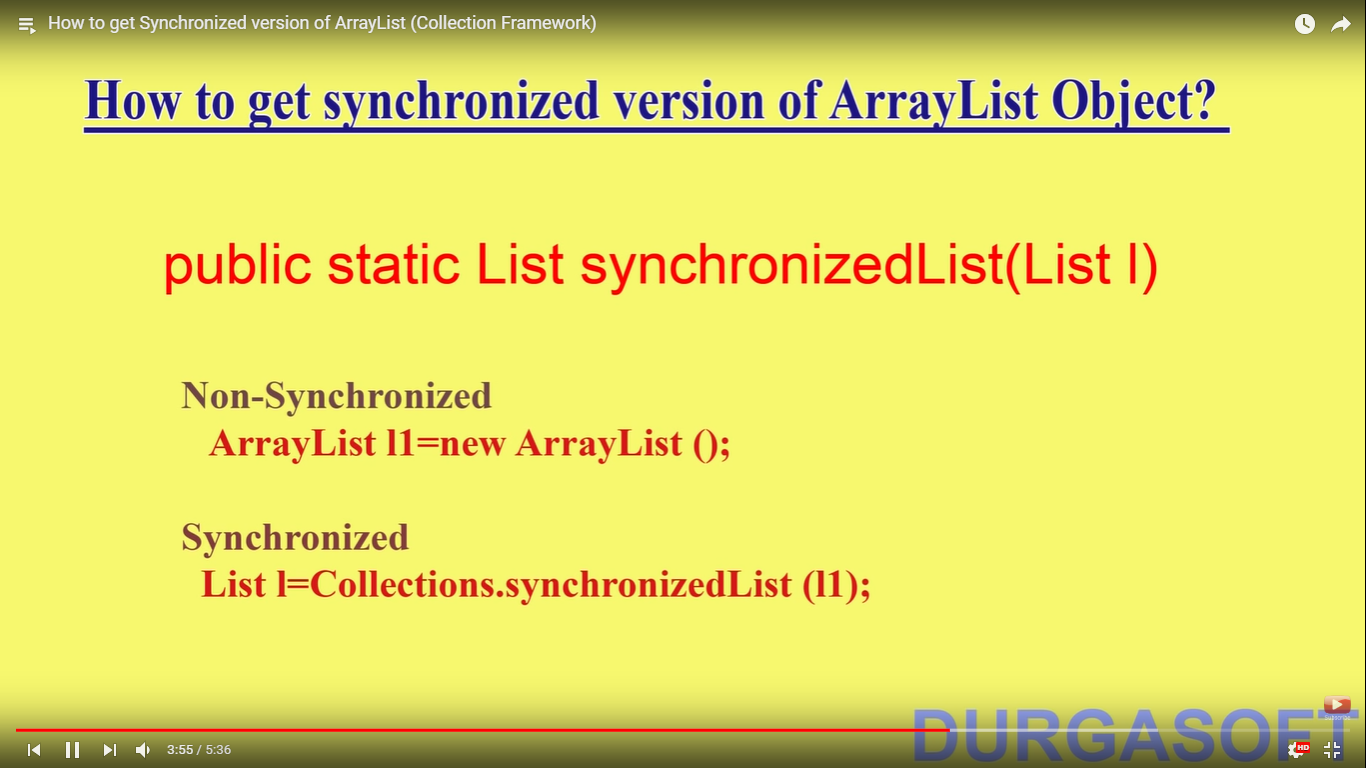 How to get Synchronized version of ArrayList (Collection Framework)
How to get synchronized version of ArrayList Object?
public static List synchronizedList(List l)
Non-Synchronized
ArrayList l1=new ArrayList ();
Synchronized
List l=Collections.synchronizedList (l1);
DURGASOFT
Subscribe
3:55 / 5:36
HD